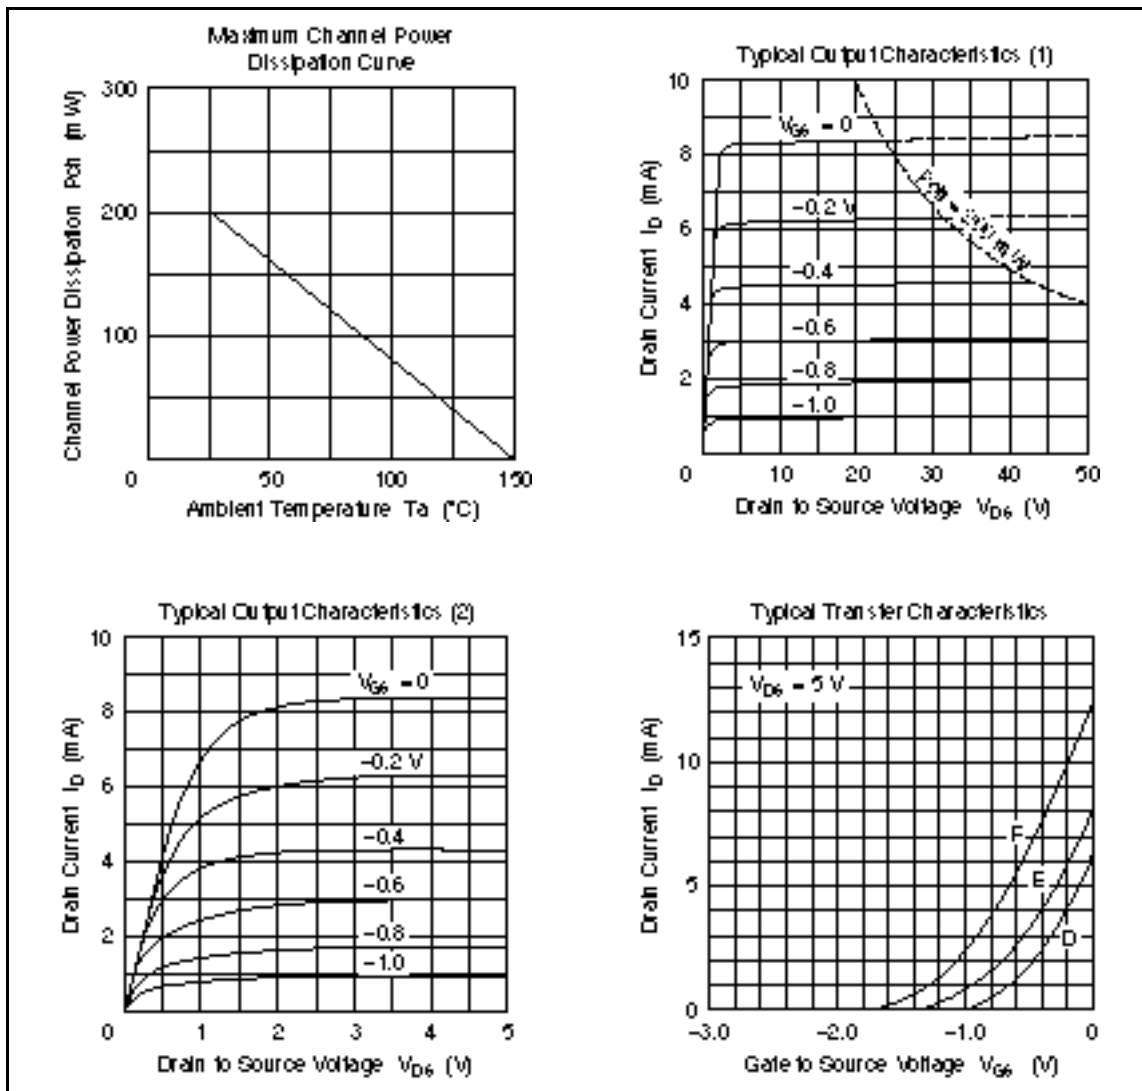 Maximum Channel Power
Dissipation Curve
300
200
100
0
50
100
150
Channel Power Dissipation Pch (mW)
Ambient Temperature Ta (°C)
Typical Output Characteristics (1)
10
8
6
4
2
0
10
20
30
40
50
VGS = 0
−0.2 V
−0.4
−0.6
−0.8
−1.0
Pch = 200 mW
Drain Current ID (mA)
Drain to Source Voltage VDS (V)
Typical Output Characteristics (2)
10
8
6
4
2
0
1
2
3
4
5
VGS = 0
−0.2 V
−0.4
−0.6
−0.8
−1.0
Drain Current ID (mA)
Drain to Source Voltage VDS (V)
Typical Transfer Characteristics
15
10
5
0
−3.0
−2.0
−1.0
0
VDS = 5 V
F
E
D
Drain Current ID (mA)
Gate to Source Voltage VGS (V)